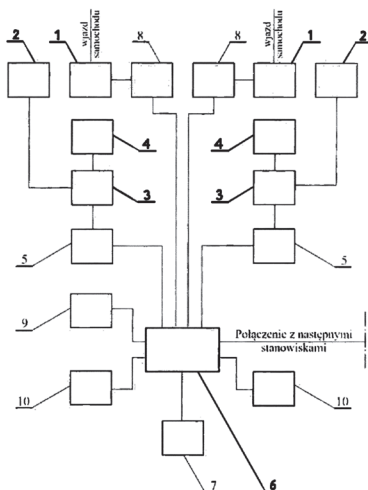 wjazd
samochodu
wjazd
samochodu
2
1
8
8
1
2
4
4
3
3
5
5
9
Połączenie z następnymi
stanowiskami
10
10
7
6